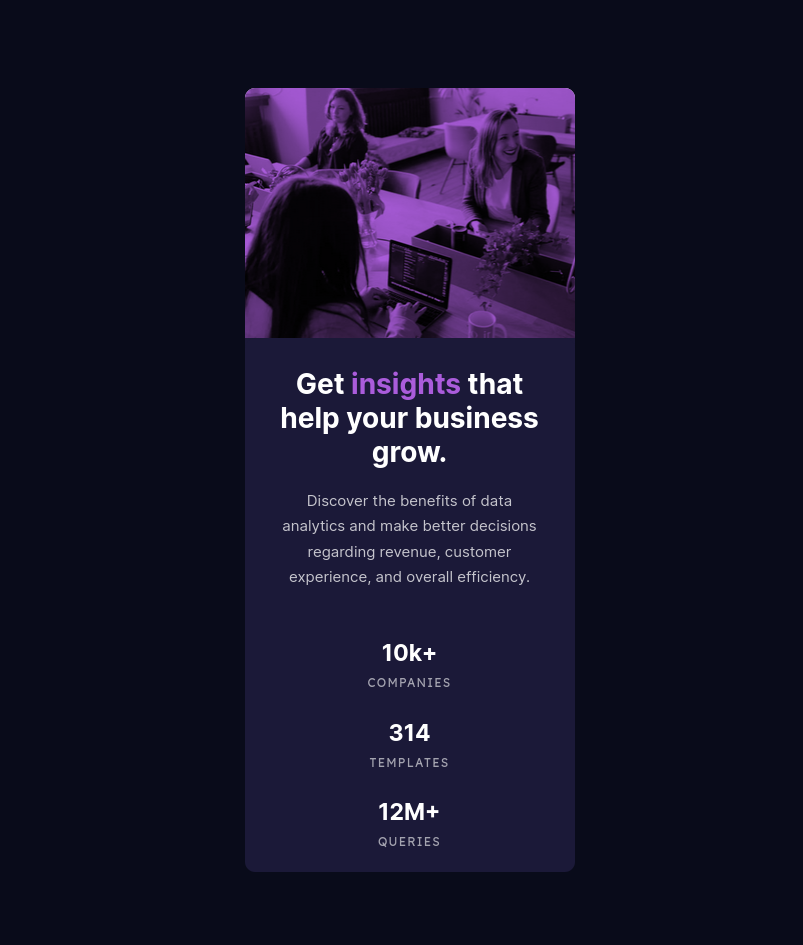 Get insights that
help your business
grow.
Discover the benefits of data
analytics and make better decisions
regarding revenue, customer
experience, and overall efficiency.
10k+
COMPANIES
314
TEMPLATES
12M+
QUERIES